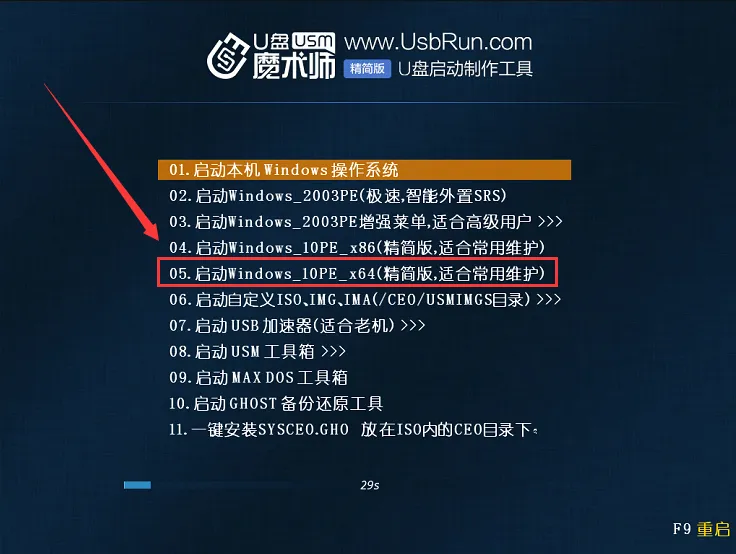 U盘 USM www.UsbRun.com
魔术师 精简版 U盘启动制作工具
01.启动本机Windows操作系统
02.启动Windows_2003PE(极速,智能外置SRS)
03.启动Windows_2003PE增强菜单,适合高级用户 >>>
04.启动Windows_10PE_x86(精简版,适合常用维护)
05.启动Windows_10PE_x64(精简版,适合常用维护)
06.启动自定义ISO、IMG、IMA(/CEO/USMIMGS目录) >>>
07.启动USB加速器(适合老机) >>>
08.启动USM工具箱 >>>
09.启动MAX DOS工具箱
10.启动GHOST备份还原工具
11.一键安装SYSCEO.GHO 放在ISO内的CEO目录下。
29s
F9 重启